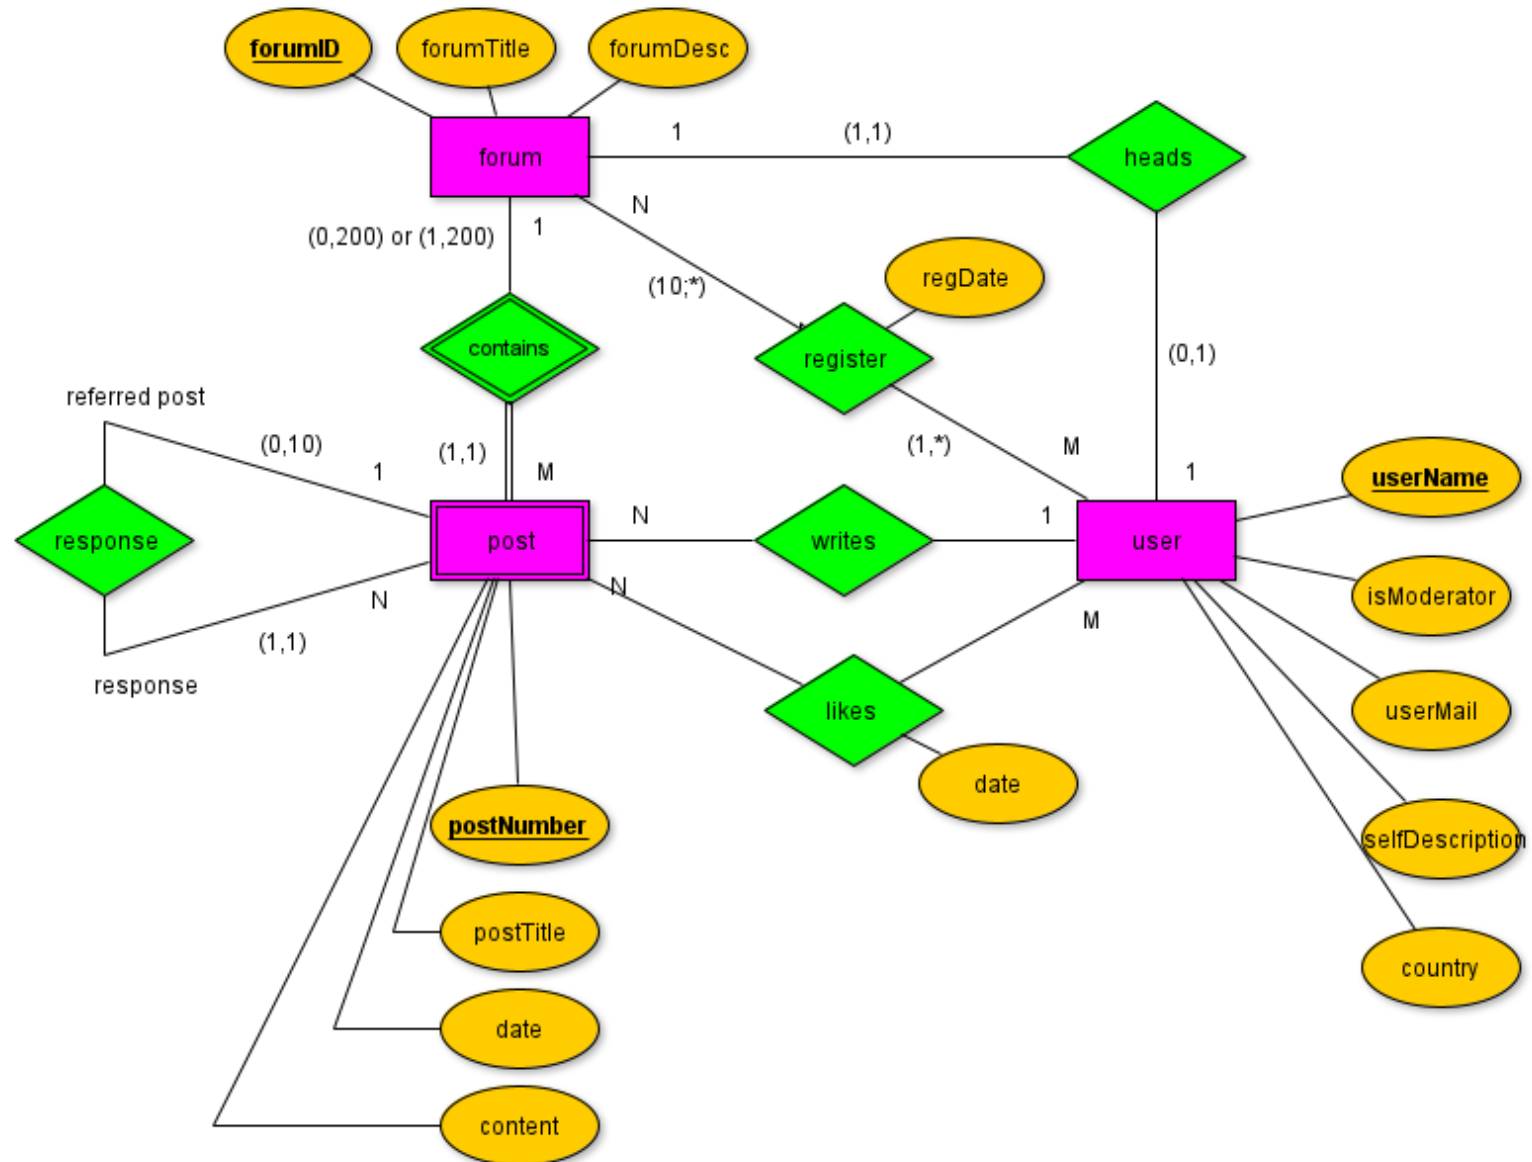 forumID
forumTitle
forumDesc
forum
1
(1,1)
heads
N
(0,200) or (1,200)
1
regDate
(10;*)
contains
register
(0,1)
referred post
(0,10)
1
(1,1)
M
(1,*)
M
1
userName
response
post
N
writes
1
user
isModerator
N
N
(1,1)
M
response
likes
userMail
date
postNumber
selfDescription
postTitle
country
date
content